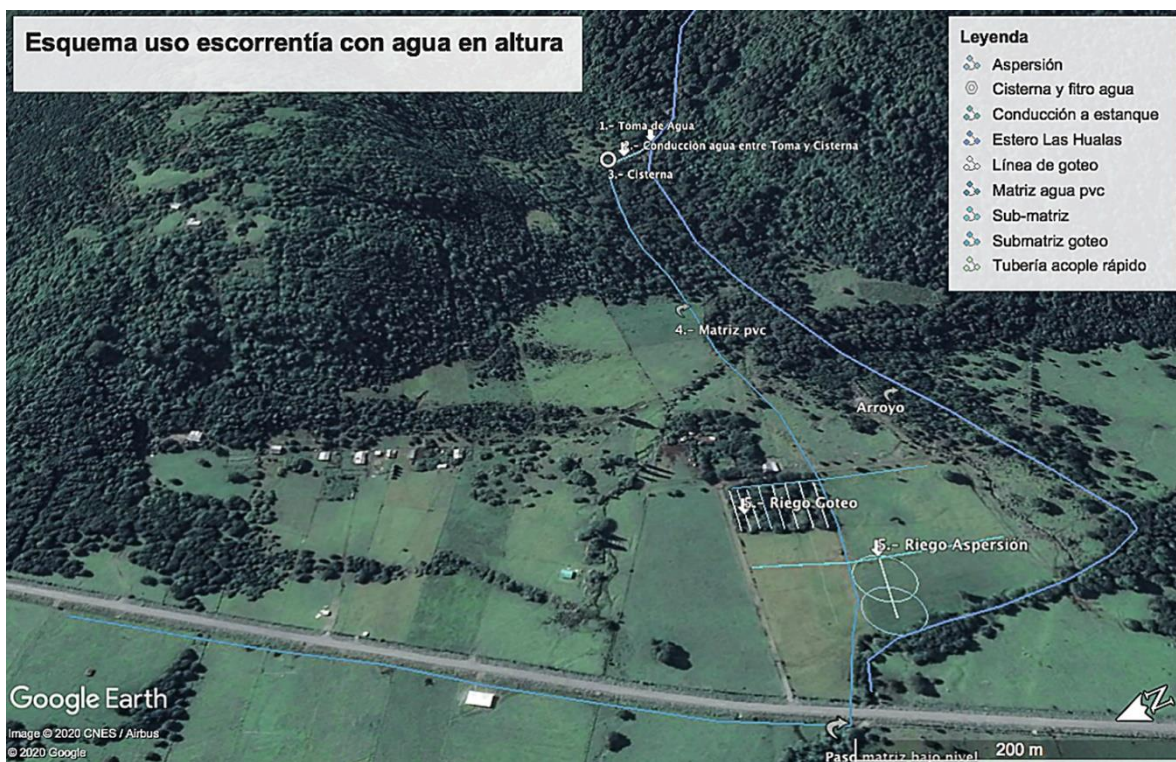 Esquema uso escorrentía con agua en altura
Leyenda
Aspersión
Cisterna y fitro agua
Conducción a estanque
Estero Las Hualas
Línea de goteo
Matriz agua pvc
Sub-matriz
Submatriz goteo
Tubería acople rápido
1.- Toma de Agua
2.- Conducción agua entre Toma y Cisterna
3.- Cisterna
4.- Matriz pvc
Arroyo
5.- Riego Goteo
5.- Riego Aspersión
Google Earth
Image © 2020 CNES / Airbus
© 2020 Google
Paso matriz bajo nivel
200 m
N